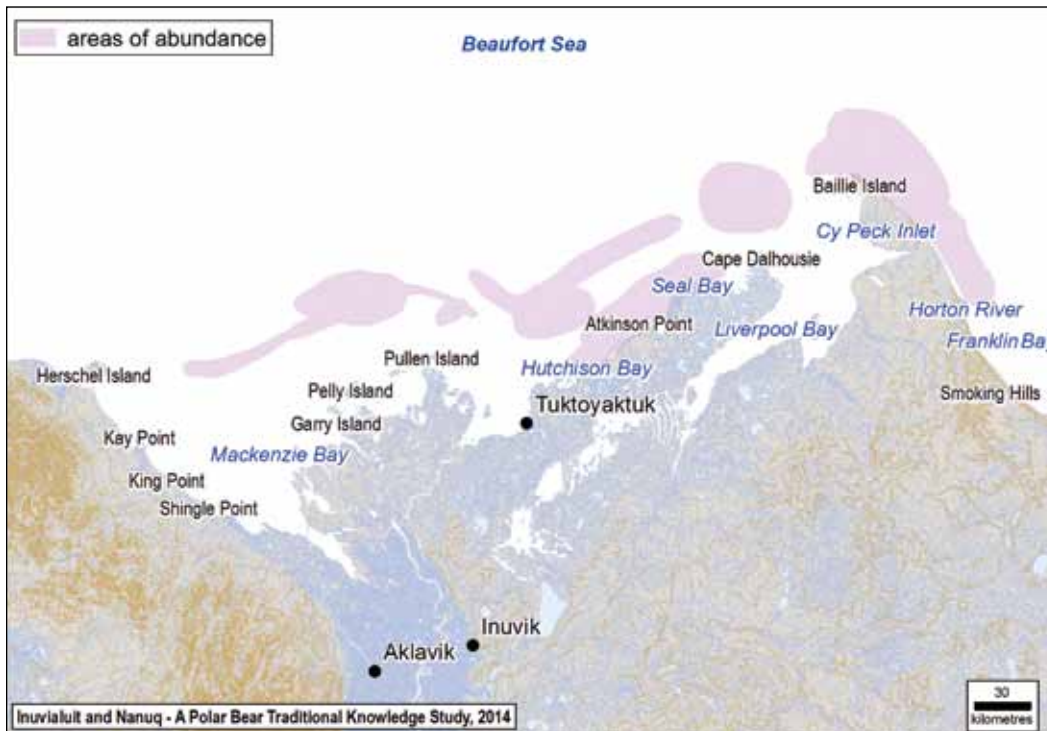 areas of abundance
Beaufort Sea
Baillie Island
Cy Peck Inlet
Cape Dalhousie
Seal Bay
Horton River
Atkinson Point
Liverpool Bay
Franklin Bay
Pullen Island
Hutchison Bay
Herschel Island
Pelly Island
Smoking Hills
Tuktoyaktuk
Garry Island
Kay Point
Mackenzie Bay
King Point
Shingle Point
Inuvik
Aklavik
30
kilometres
Inuvialuit and Nanuq - A Polar Bear Traditional Knowledge Study, 2014